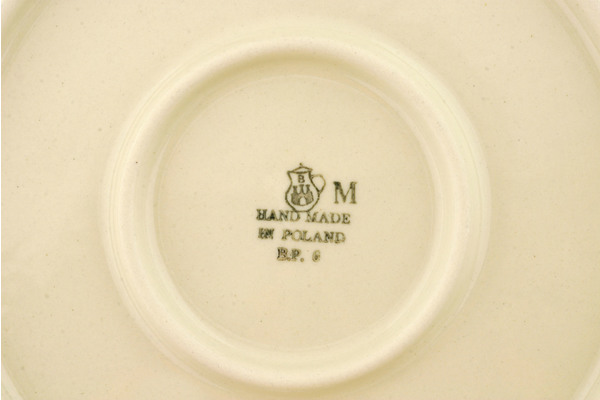 B M
HAND MADE
IN POLAND
B.P.